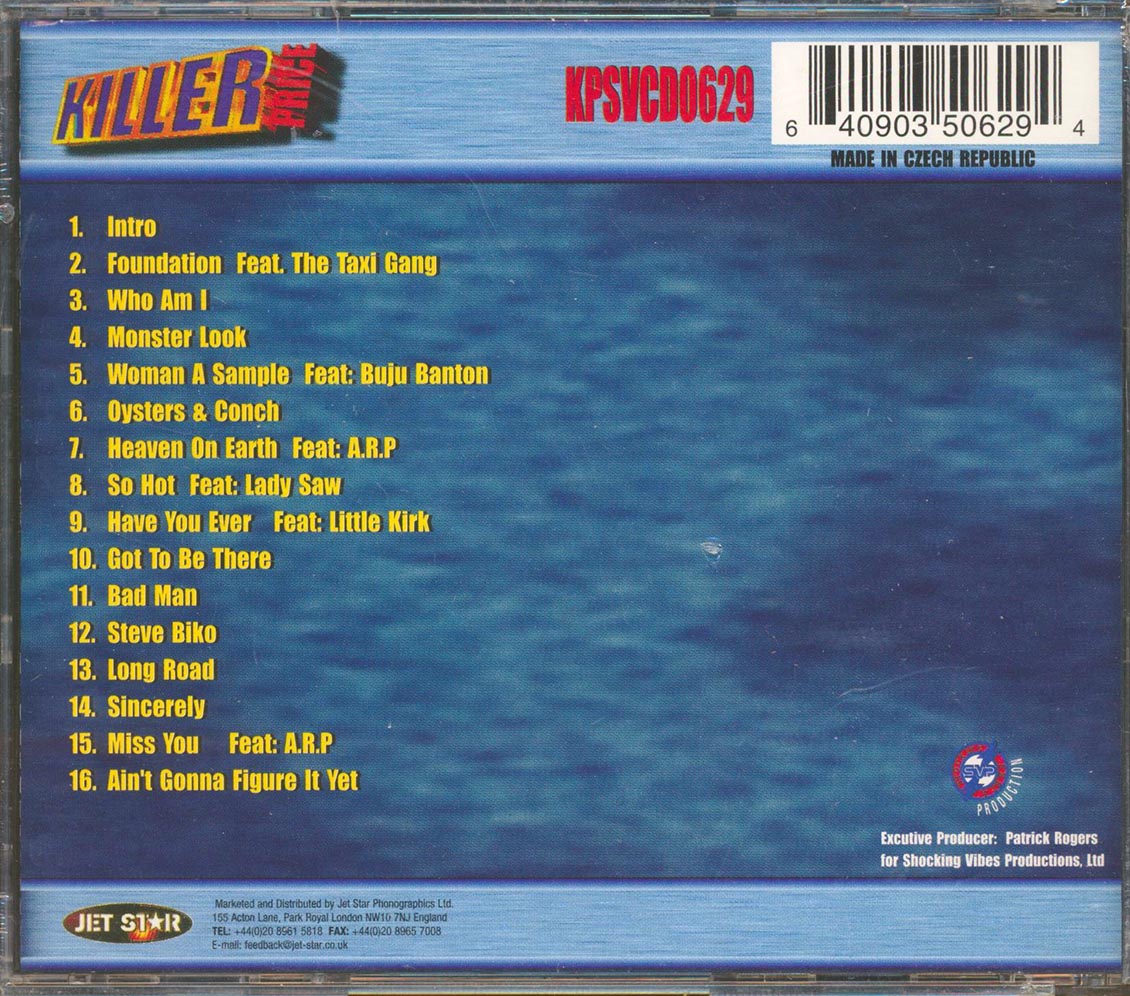 KILLER PRINCE
KPSVCD0629
6 40903 50629 4
MADE IN CZECH REPUBLIC
1. Intro
2. Foundation Feat. The Taxi Gang
3. Who Am I
4. Monster Look
5. Woman A Sample Feat: Buju Banton
6. Oysters & Conch
7. Heaven On Earth Feat: A.R.P
8. So Hot Feat: Lady Saw
9. Have You Ever Feat: Little Kirk
10. Got To Be There
11. Bad Man
12. Steve Biko
13. Long Road
14. Sincerely
15. Miss You Feat: A.R.P
16. Ain't Gonna Figure It Yet
SVP
PRODUCTION
Excutive Producer: Patrick Rogers
for Shocking Vibes Productions, Ltd
JET STAR
Marketed and Distributed by Jet Star Phonographics Ltd.
155 Acton Lane, Park Royal London NW10 7NJ England
TEL: +44(0)20 8961 5818 FAX: +44(0)20 8965 7008
E-mail: feedback@jet-star.co.uk